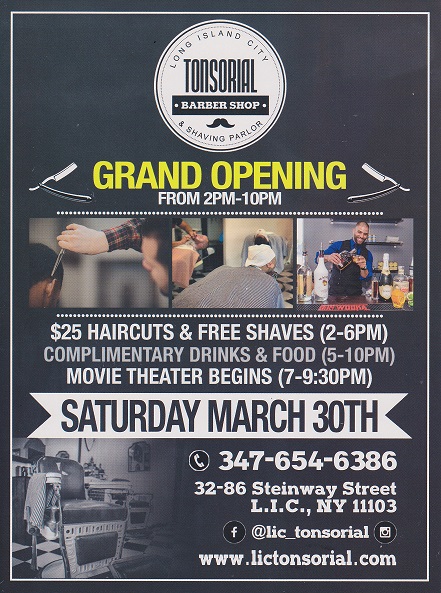 LONG ISLAND CITY
TONSORIAL
• BARBER SHOP •
& SHAVING PARLOR
GRAND OPENING
FROM 2PM-10PM
$25 HAIRCUTS & FREE SHAVES (2-6PM)
COMPLIMENTARY DRINKS & FOOD (5-10PM)
MOVIE THEATER BEGINS (7-9:30PM)
SATURDAY MARCH 30TH
347-654-6386
32-86 Steinway Street
L.I.C., NY 11103
@lic_tonsorial
www.lictonsorial.com